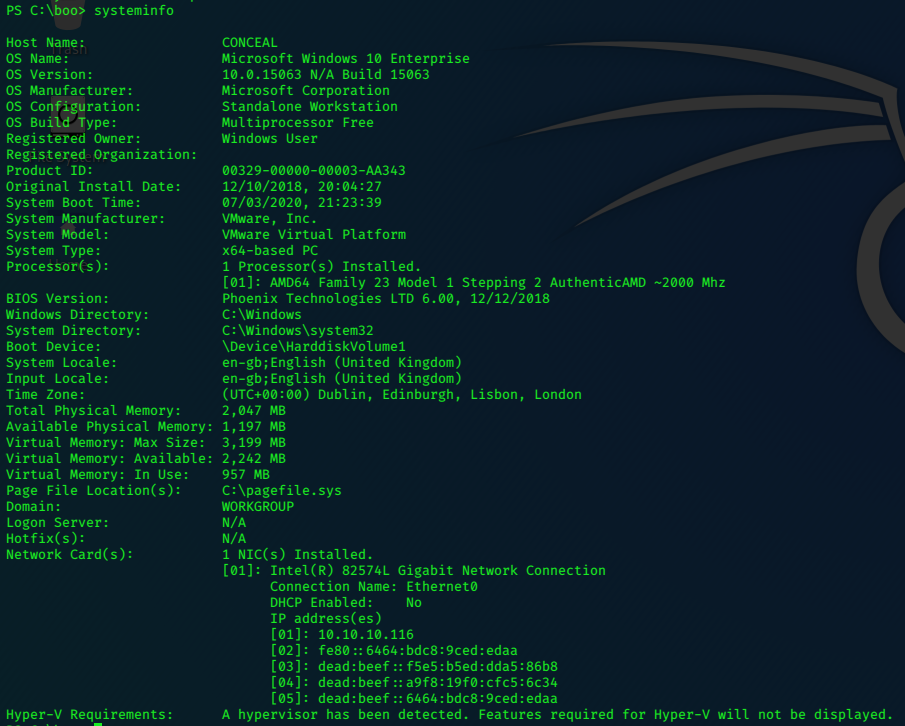 PS C:\boo> systeminfo
Trash
Host Name:                 CONCEAL
OS Name:                   Microsoft Windows 10 Enterprise
OS Version:                10.0.15063 N/A Build 15063
OS Manufacturer:           Microsoft Corporation
OS Configuration:          Standalone Workstation
OS Build Type:             Multiprocessor Free
Registered Owner:          Windows User
Registered Organization:
Product ID:                00329-00000-00003-AA343
Original Install Date:     12/10/2018, 20:04:27
System Boot Time:          07/03/2020, 21:23:39
System Manufacturer:       VMware, Inc.
System Model:              VMware Virtual Platform
System Type:               x64-based PC
Processor(s):              1 Processor(s) Installed.
                           [01]: AMD64 Family 23 Model 1 Stepping 2 AuthenticAMD ~2000 Mhz
BIOS Version:              Phoenix Technologies LTD 6.00, 12/12/2018
Windows Directory:         C:\Windows
System Directory:          C:\Windows\system32
Boot Device:               \Device\HarddiskVolume1
System Locale:             en-gb;English (United Kingdom)
Input Locale:              en-gb;English (United Kingdom)
Time Zone:                 (UTC+00:00) Dublin, Edinburgh, Lisbon, London
Total Physical Memory:     2,047 MB
Available Physical Memory: 1,197 MB
Virtual Memory: Max Size:  3,199 MB
Virtual Memory: Available: 2,242 MB
Virtual Memory: In Use:    957 MB
Page File Location(s):     C:\pagefile.sys
Domain:                    WORKGROUP
Logon Server:              N/A
Hotfix(s):                 N/A
Network Card(s):           1 NIC(s) Installed.
                           [01]: Intel(R) 82574L Gigabit Network Connection
                                 Connection Name: Ethernet0
                                 DHCP Enabled:    No
                                 IP address(es)
                                 [01]: 10.10.10.116
                                 [02]: fe80::6464:bdc8:9ced:edaa
                                 [03]: dead:beef::f5e5:b5ed:dda5:86b8
                                 [04]: dead:beef::a9f8:19f0:cfc5:6c34
                                 [05]: dead:beef::6464:bdc8:9ced:edaa
Hyper-V Requirements:      A hypervisor has been detected. Features required for Hyper-V will not be displayed.